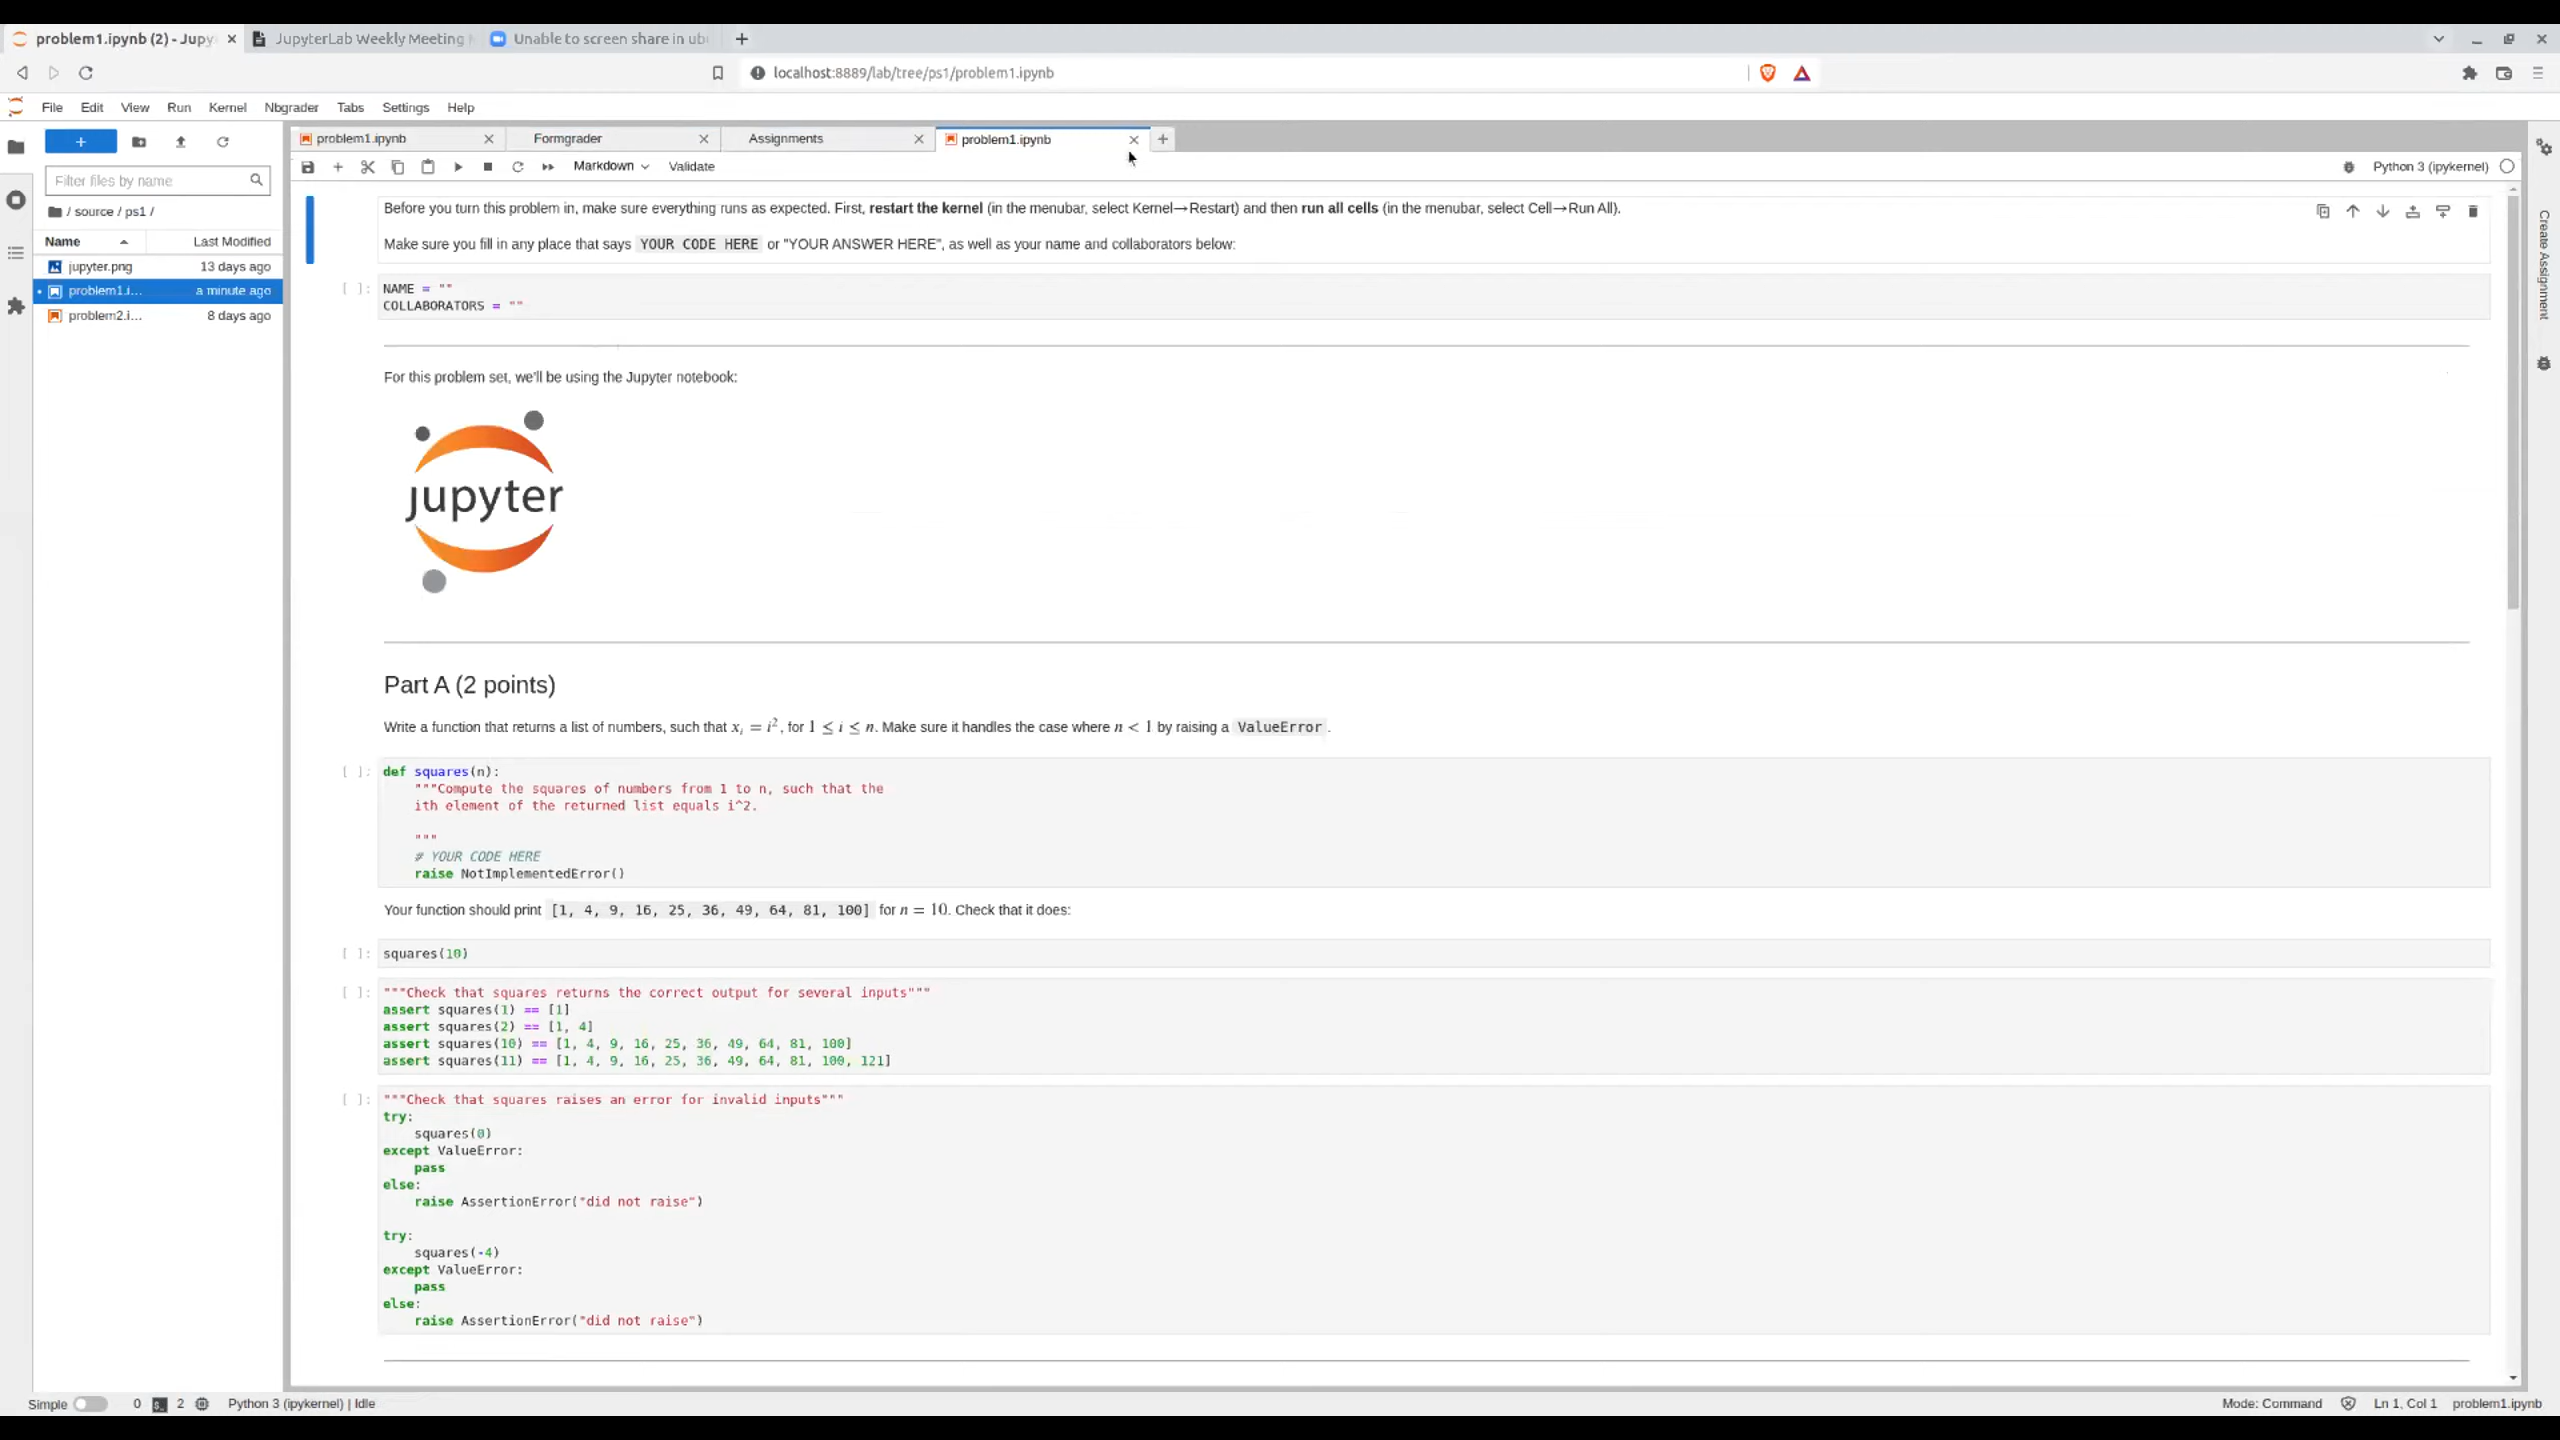 problem1.ipynb (2) - Jupy
JupyterLab Weekly Meeting
Unable to screen share in ub
localhost:8889/lab/tree/ps1/problem1.ipynb
File Edit View Run Kernel Nbgrader Tabs Settings Help
problem1.ipynb
Formgrader
Assignments
problem1.ipynb
Markdown
Validate
Python 3 (ipykernel)
Filter files by name
/ source / ps1 /
Name Last Modified
jupyter.png 13 days ago
problem1.i... a minute ago
problem2.i... 8 days ago
Before you turn this problem in, make sure everything runs as expected. First, restart the kernel (in the menubar, select Kernel→Restart) and then run all cells (in the menubar, select Cell→Run All).
Make sure you fill in any place that says YOUR CODE HERE or "YOUR ANSWER HERE", as well as your name and collaborators below:
[ ]: NAME = ""
COLLABORATORS = ""
For this problem set, we'll be using the Jupyter notebook:
jupyter
Part A (2 points)
Write a function that returns a list of numbers, such that xᵢ = i², for 1 ≤ i ≤ n. Make sure it handles the case where n < 1 by raising a ValueError.
[ ]: def squares(n):
"""Compute the squares of numbers from 1 to n, such that the
ith element of the returned list equals i^2.
"""
# YOUR CODE HERE
raise NotImplementedError()
Your function should print [1, 4, 9, 16, 25, 36, 49, 64, 81, 100] for n = 10. Check that it does:
[ ]: squares(10)
[ ]: """Check that squares returns the correct output for several inputs"""
assert squares(1) == [1]
assert squares(2) == [1, 4]
assert squares(10) == [1, 4, 9, 16, 25, 36, 49, 64, 81, 100]
assert squares(11) == [1, 4, 9, 16, 25, 36, 49, 64, 81, 100, 121]
[ ]: """Check that squares raises an error for invalid inputs"""
try:
squares(0)
except ValueError:
pass
else:
raise AssertionError("did not raise")
try:
squares(-4)
except ValueError:
pass
else:
raise AssertionError("did not raise")
Create Assignment
Simple 0 2 Python 3 (ipykernel) | Idle
Mode: Command Ln 1, Col 1 problem1.ipynb